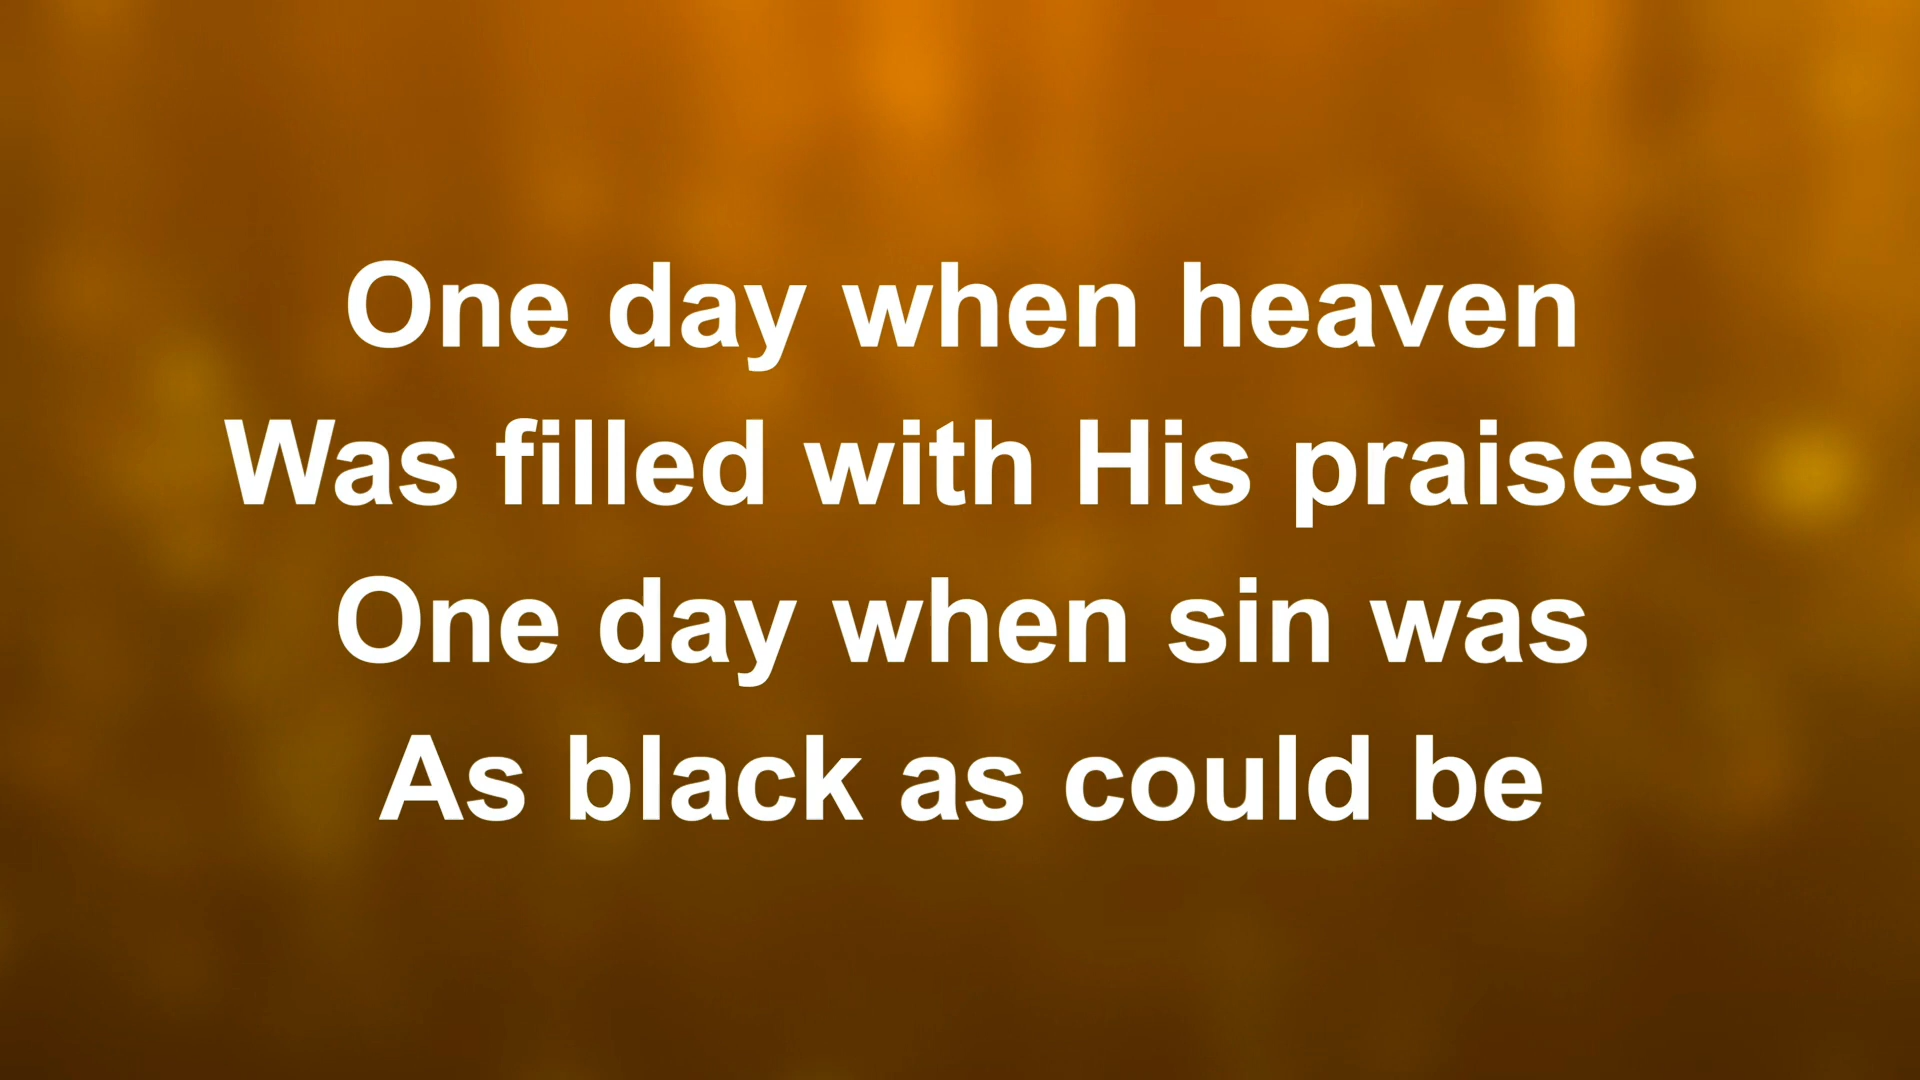 One day when heaven
Was filled with His praises
One day when sin was
As black as could be